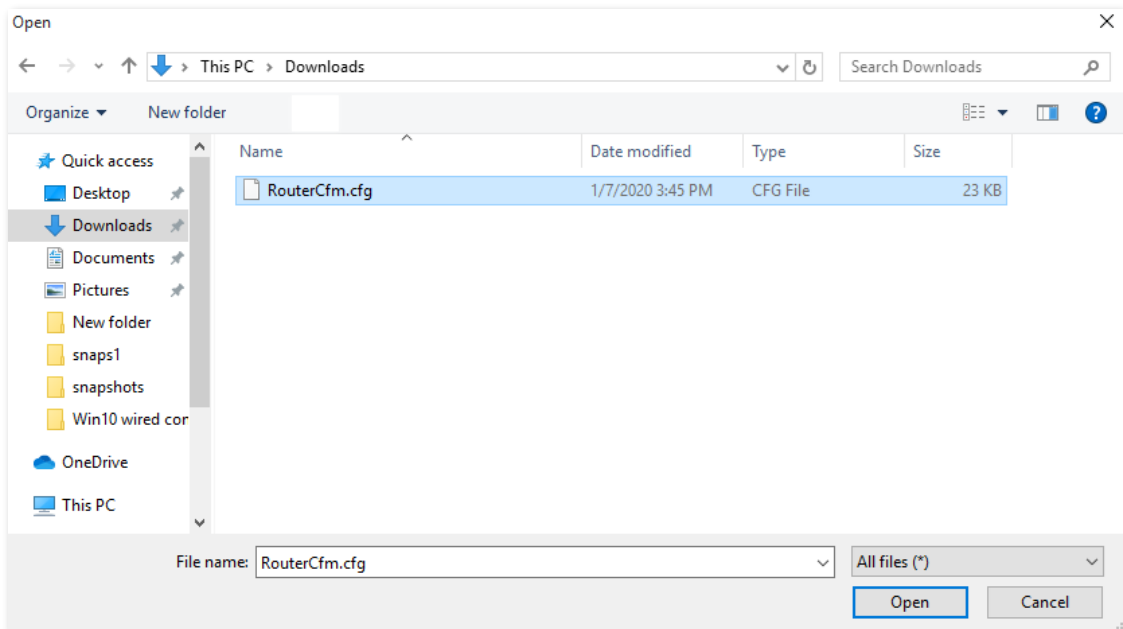 Open
This PC > Downloads
Search Downloads
Organize
New folder
?
Name
Date modified
Type
Size
RouterCfm.cfg
1/7/2020 3:45 PM
CFG File
23 KB
Quick access
Desktop
Downloads
Documents
Pictures
New folder
snaps1
snapshots
Win10 wired cor
OneDrive
This PC
File name:
RouterCfm.cfg
All files (*)
Open
Cancel